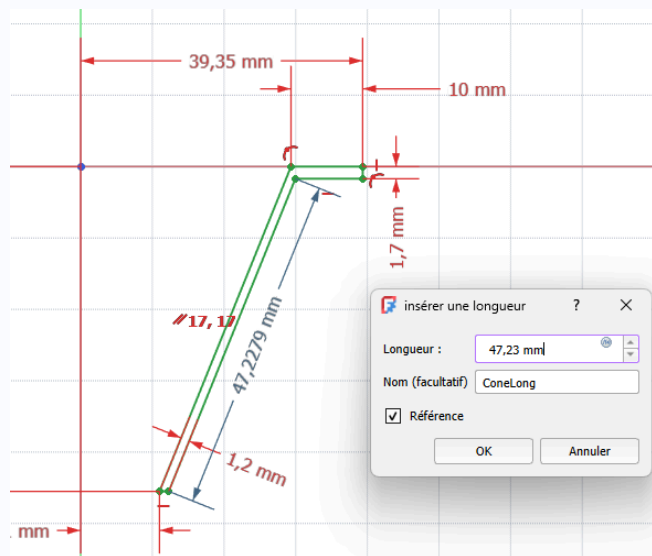 39,35 mm
10 mm
1,7 mm
17, 17
47,2279 mm
1,2 mm
mm
insérer une longueur ? ×
Longueur : 47,23 mm
Nom (facultatif) ConeLong
Référence
OK Annuler